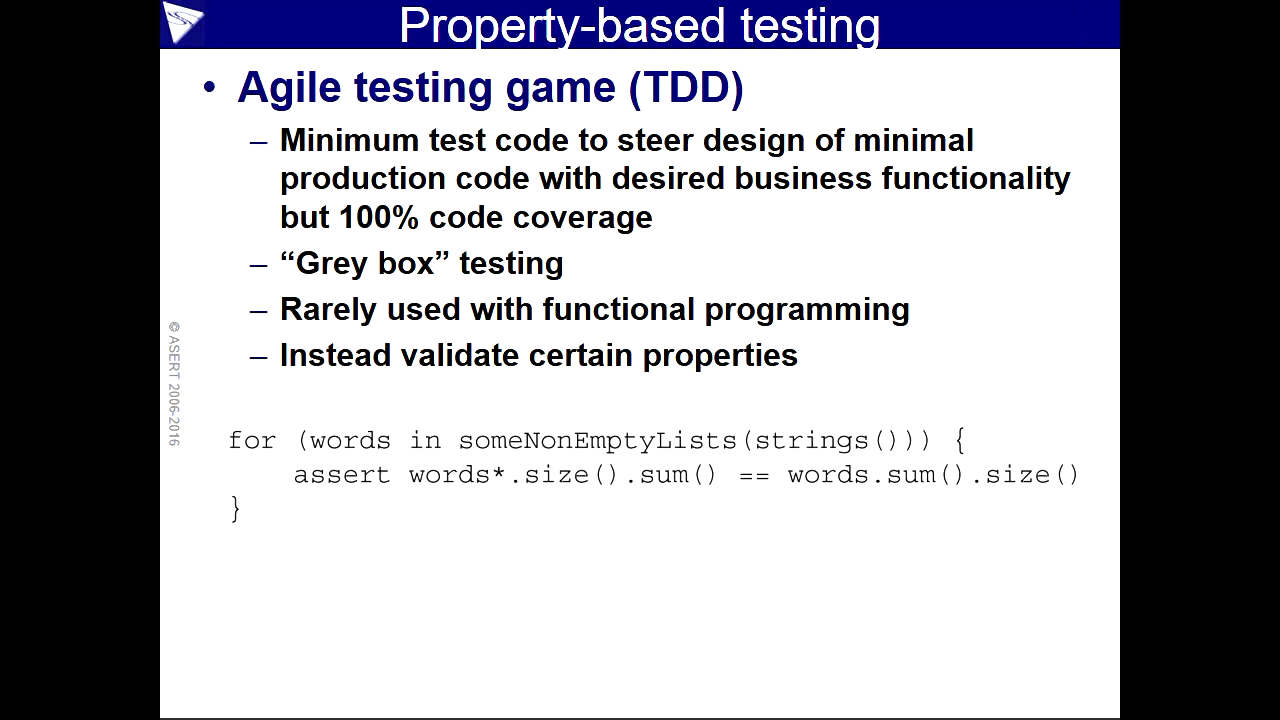 Property-based testing
• Agile testing game (TDD)
– Minimum test code to steer design of minimal
production code with desired business functionality
but 100% code coverage
– “Grey box” testing
– Rarely used with functional programming
– Instead validate certain properties
© ASERT 2006-2016
for (words in someNonEmptyLists(strings())) {
    assert words*.size().sum() == words.sum().size()
}